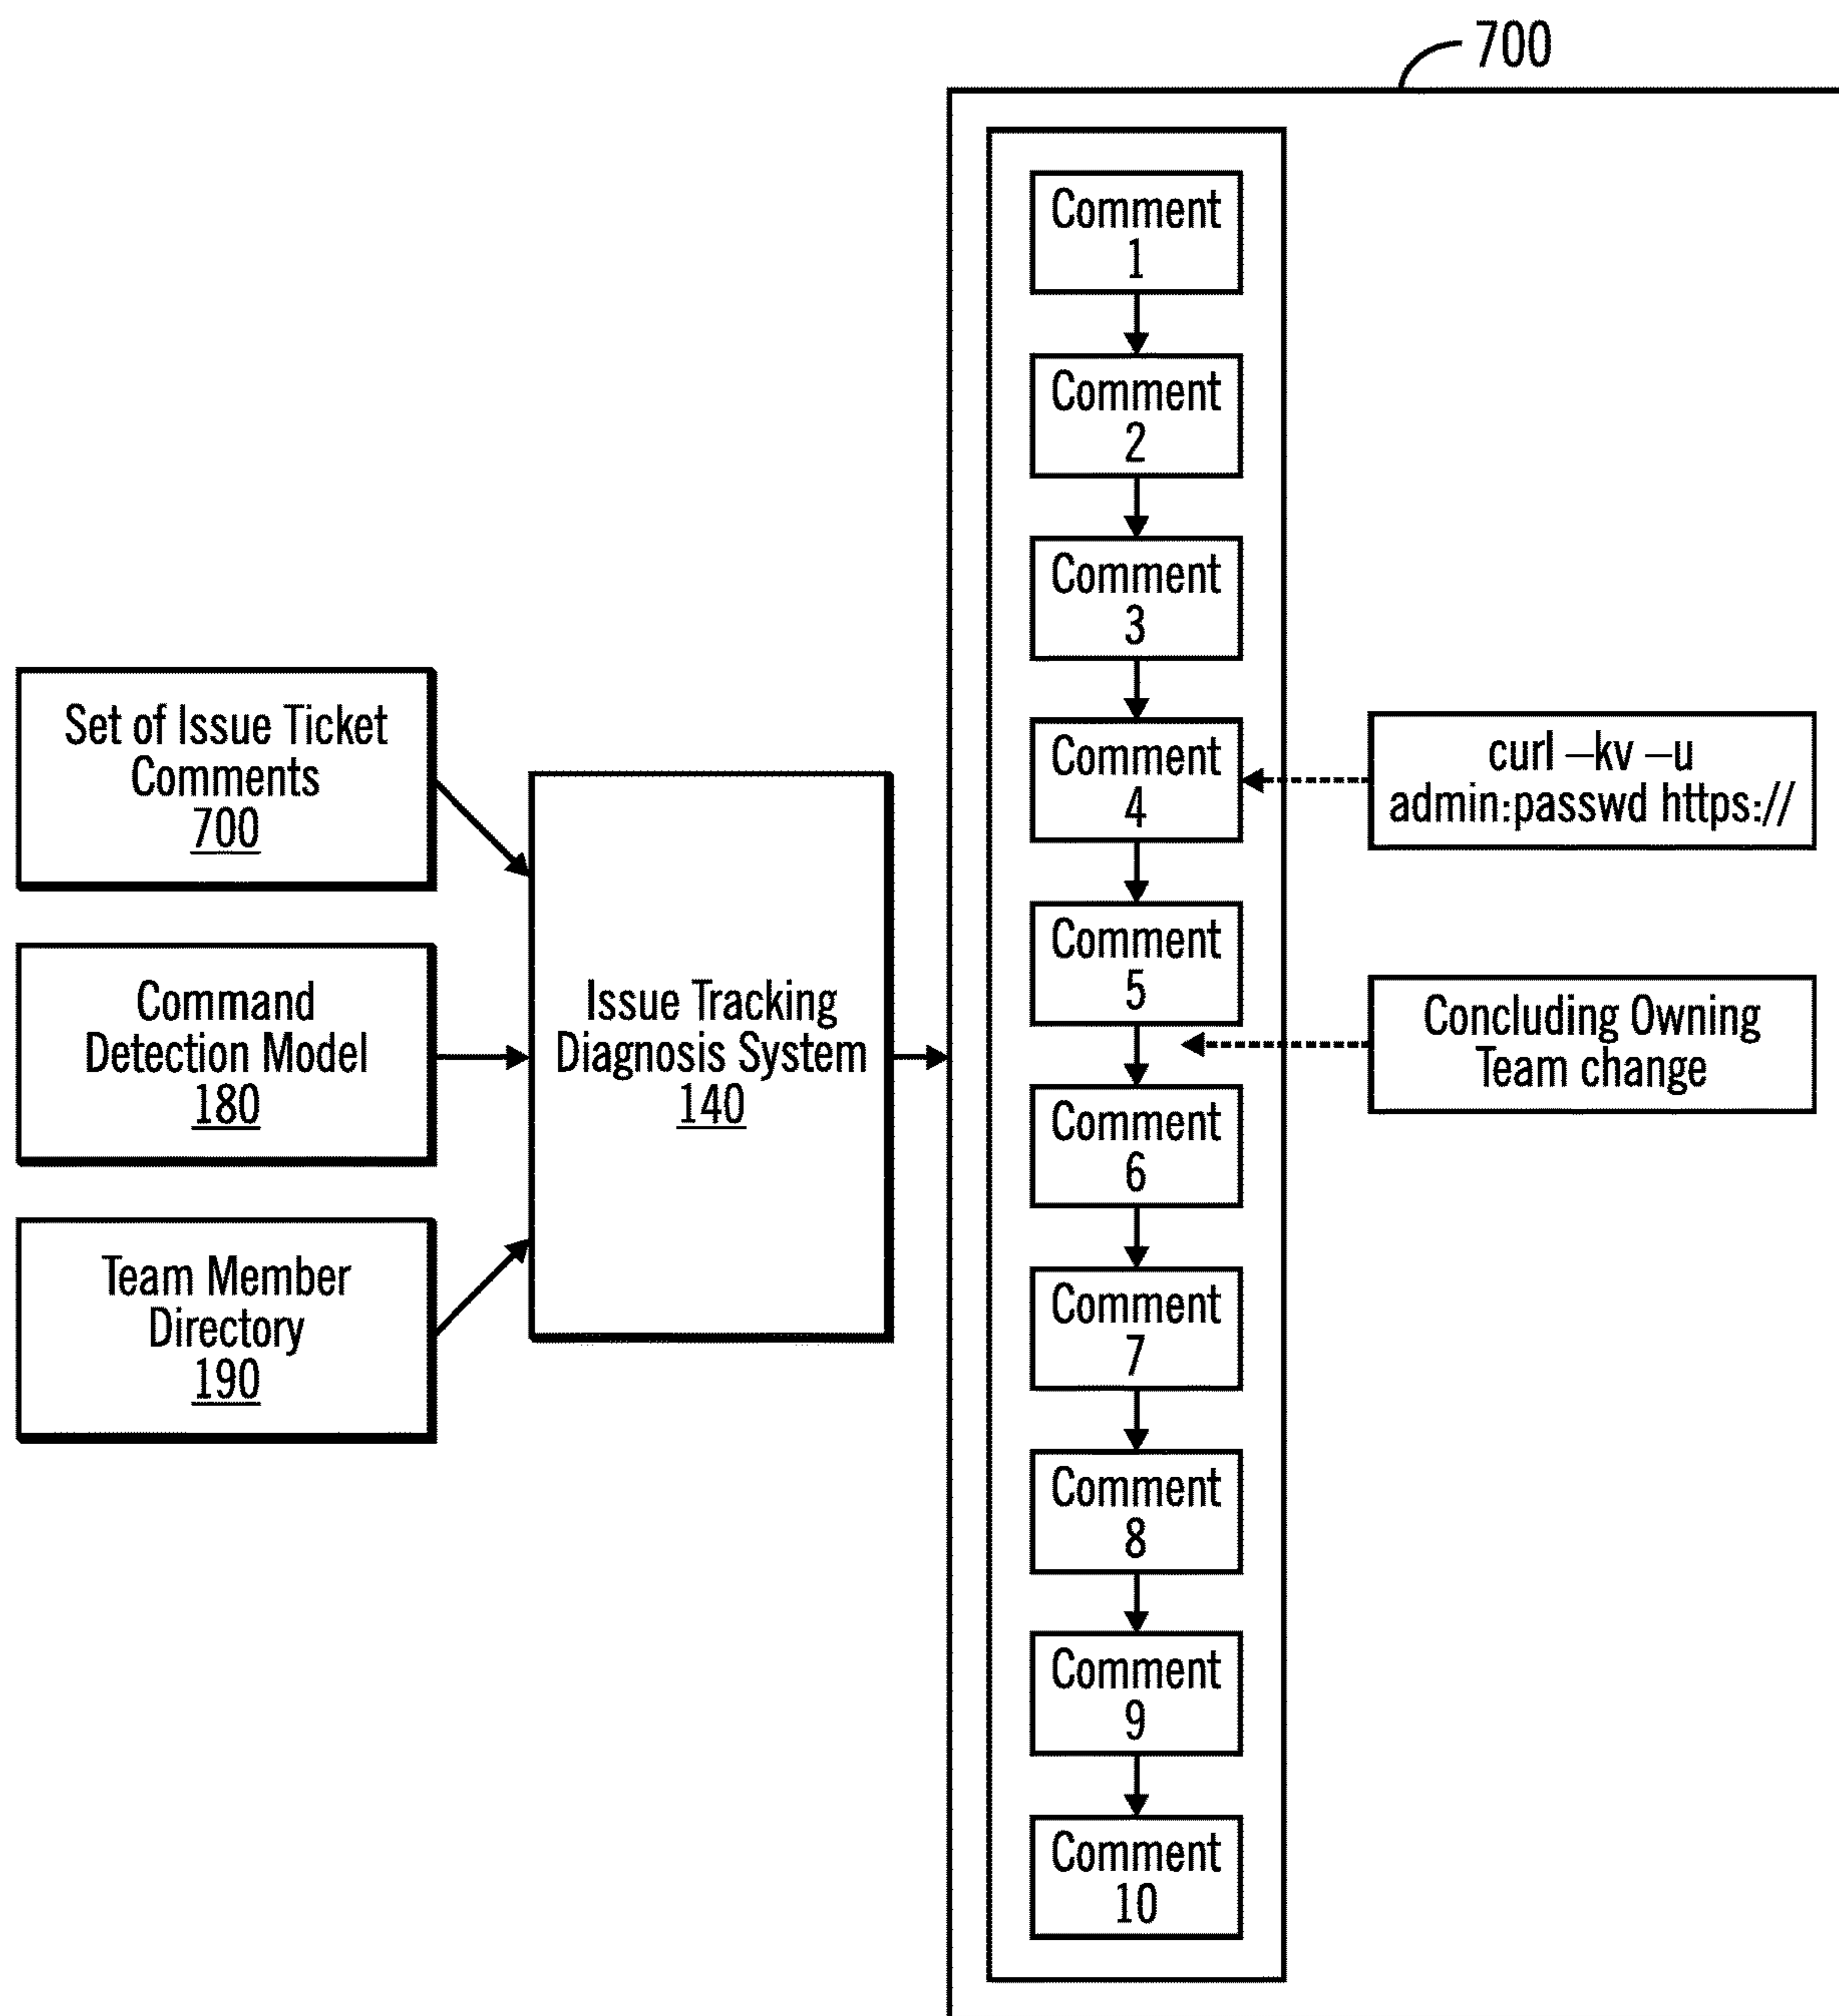 700
Set of Issue Ticket
Comments
700
Command
Detection Model
180
Team Member
Directory
190
Issue Tracking
Diagnosis System
140
Comment
1
Comment
2
Comment
3
Comment
4
Comment
5
Comment
6
Comment
7
Comment
8
Comment
9
Comment
10
curl –kv –u
admin:passwd https://
Concluding Owning
Team change